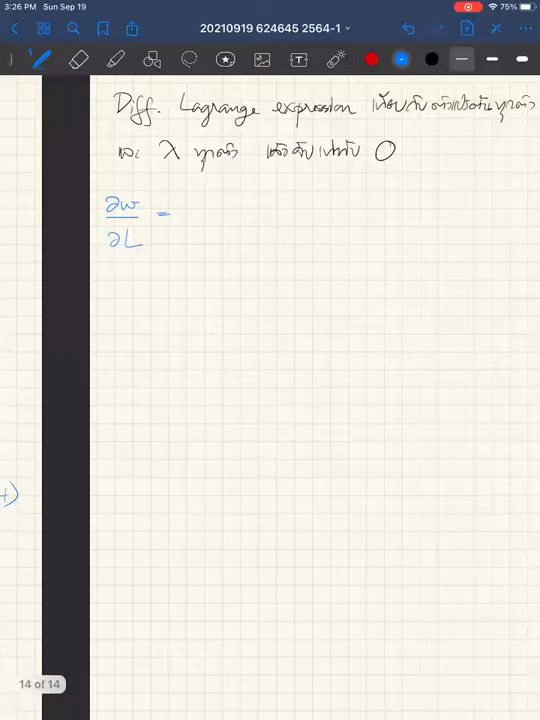 3:26 PM Sun Sep 19
75%
20210919 624645 2564-1
Diff. Lagrange expression เทียบกับ ตัวแปรต้นทุกตัว
และ λ ทุกตัว แล้วจับเท่ากับ 0
∂w/∂L =
+)
14 of 14